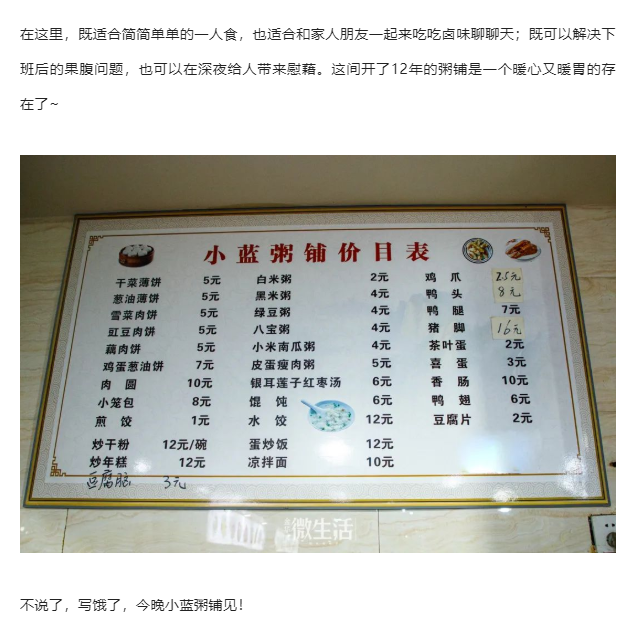 在这里，既适合简简单单的一人食，也适合和家人朋友一起来吃吃卤味聊聊天；既可以解决下
班后的果腹问题，也可以在深夜给人带来慰藉。这间开了12年的粥铺是一个暖心又暖胃的存
在了~
小蓝粥铺价目表
干菜薄饼 5元 白米粥 2元 鸡爪 2.5元
葱油薄饼 5元 黑米粥 4元 鸭头 8元
雪菜肉饼 5元 绿豆粥 4元 鸭腿 7元
豇豆肉饼 5元 八宝粥 4元 猪脚 16元
藕肉饼 5元 小米南瓜粥 4元 茶叶蛋 2元
鸡蛋葱油饼 7元 皮蛋瘦肉粥 5元 喜蛋 3元
肉圆 10元 银耳莲子红枣汤 6元 香肠 10元
小笼包 8元 馄饨 6元 鸭翅 6元
煎饺 1元 水饺 12元 豆腐片 2元
炒干粉 12元/碗 蛋炒饭 12元
炒年糕 12元 凉拌面 10元
豆腐脑 3元
微生活
不说了，写饿了，今晚小蓝粥铺见！